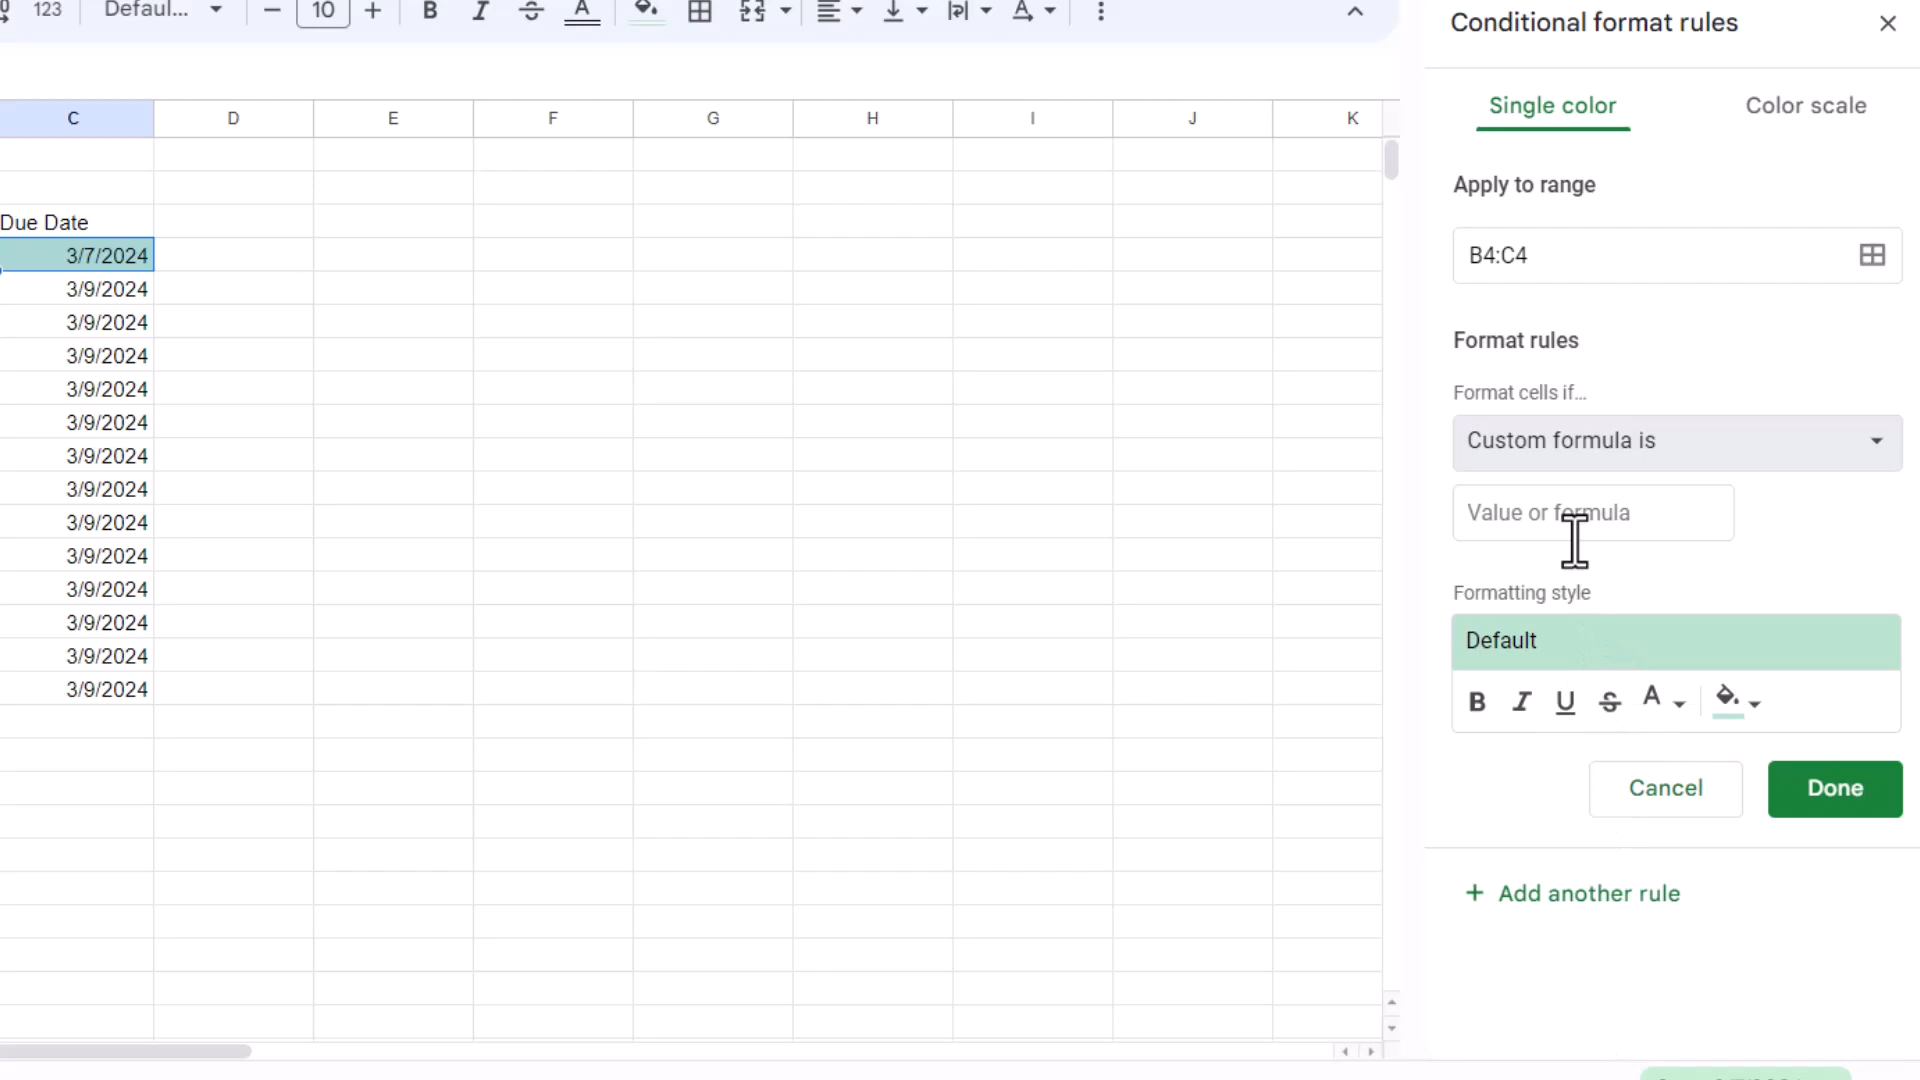 123 Defaul... 10
C D E F G H I J K
Due Date
3/7/2024
3/9/2024
3/9/2024
3/9/2024
3/9/2024
3/9/2024
3/9/2024
3/9/2024
3/9/2024
3/9/2024
3/9/2024
3/9/2024
3/9/2024
3/9/2024
Conditional format rules
Single color Color scale
Apply to range
B4:C4
Format rules
Format cells if...
Custom formula is
Value or formula
Formatting style
Default
B I U S A
Cancel Done
+ Add another rule